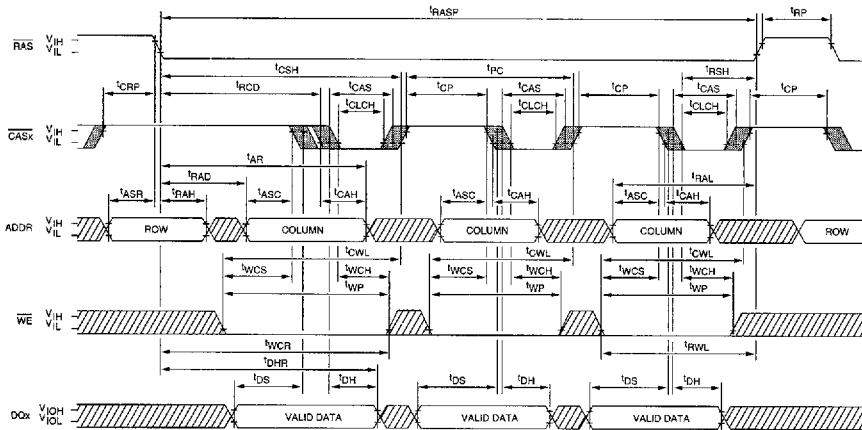 tRASP tRP
RAS VIH
VIL
tCSH tPC tRSH
tCRP tRCD tCAS tCP tCAS tCP tCAS tCP
tCLCH tCLCH tCLCH
CASx VIH
VIL
tAR
tRAD tRAL
tASR tRAH tASC tCAH tASC tCAH tASC tCAH
ADDR VIH
VIL ROW COLUMN COLUMN COLUMN ROW
tCWL tCWL tCWL
tWCS tWCH tWCS tWCH tWCS tWCH
tWP tWP tWP
WE VIH
VIL
tWCR tRWL
tDHR
tDS tDH tDS tDH tDS tDH
DQx VIOH
VIOL VALID DATA VALID DATA VALID DATA